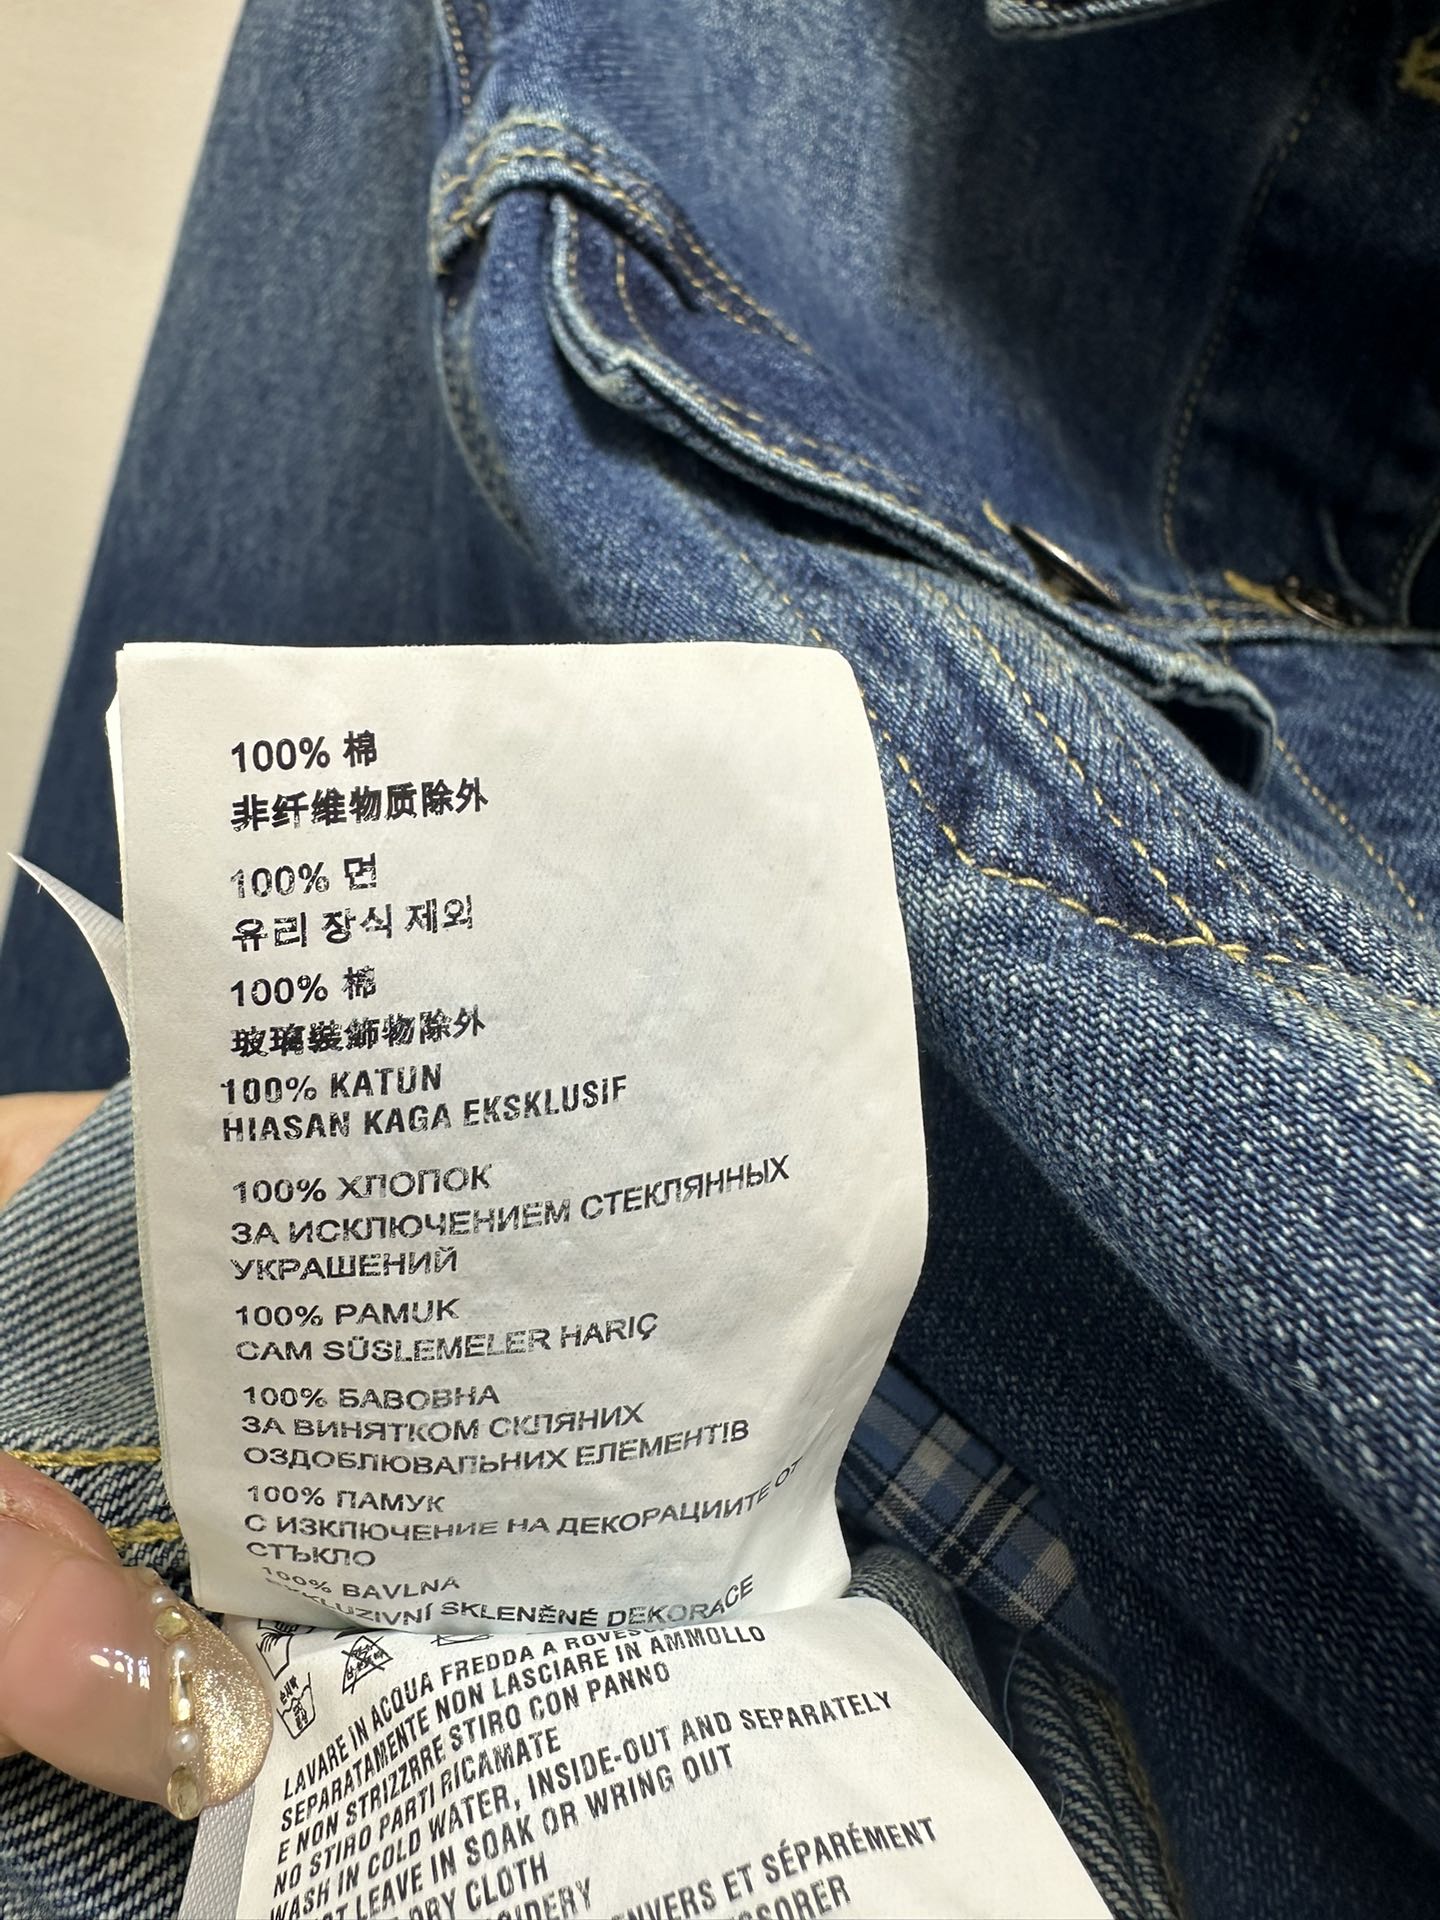 100% 棉
非纤维物质除外
100% 면
유리 장식 제외
100% 棉
玻璃裝飾物除外
100% KATUN
HIASAN KAGA EKSKLUSIF
100% ХЛОПОК
ЗА ИСКЛЮЧЕНИЕМ СТЕКЛЯННЫХ
УКРАШЕНИЙ
100% PAMUK
CAM SÜSLEMELER HARIÇ
100% БАВОВНА
ЗА ВИНЯТКОМ СКЛЯНИХ
ОЗДОБЛЮВАЛЬНИХ ЕЛЕМЕНТІВ
100% ПАМУК
С ИЗКЛЮЧЕНИЕ НА ДЕКОРАЦИИТЕ ОТ
СТЪКЛО
100% BAVLNA
SKLENĚNÉ DEKORACE
LAVARE IN ACQUA FREDDA A
SEPARATAMENTE NON LASCIARE IN AMMOLLO
E NON STRIZZRRE STIRO CON PANNO
NO STIRO PARTI RICAMATE
WASH IN COLD WATER, INSIDE-OUT AND SEPARATELY
LEAVE IN SOAK OR WRING OUT
DRY CLOTH
ET SÉPARÉMENT